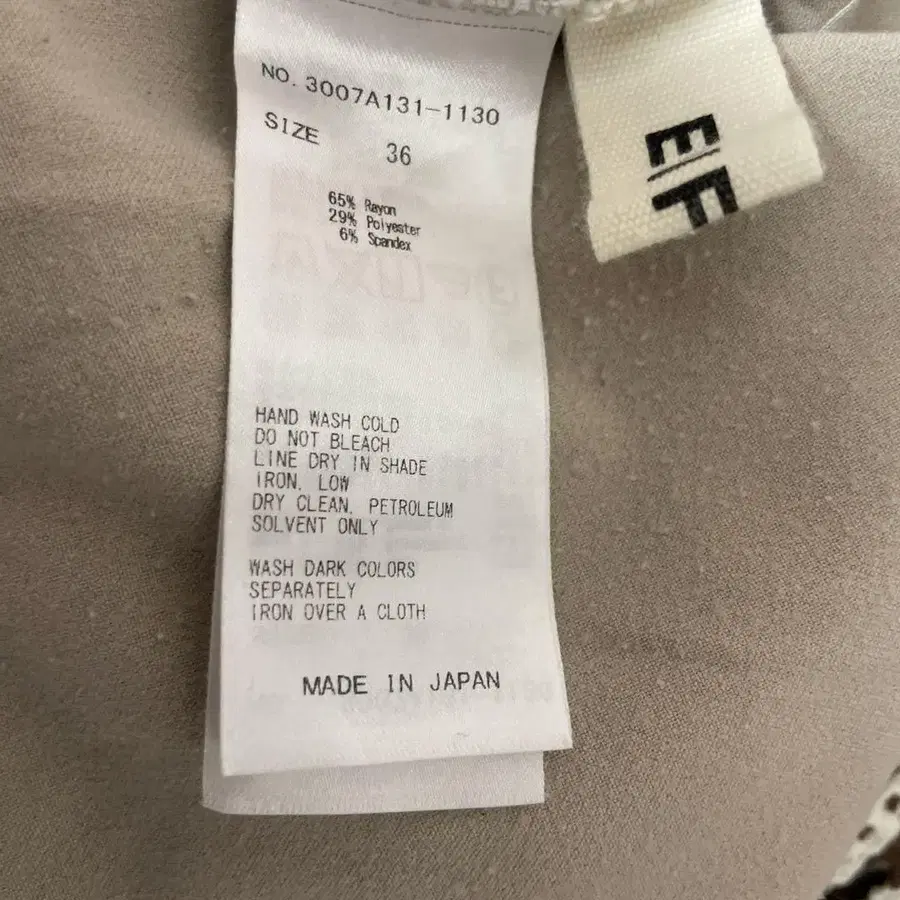 NO. 3007A131-1130
SIZE 36
65% Rayon
29% Polyester
6% Spandex
HAND WASH COLD
DO NOT BLEACH
LINE DRY IN SHADE
IRON, LOW
DRY CLEAN, PETROLEUM
SOLVENT ONLY
WASH DARK COLORS
SEPARATELY
IRON OVER A CLOTH
MADE IN JAPAN